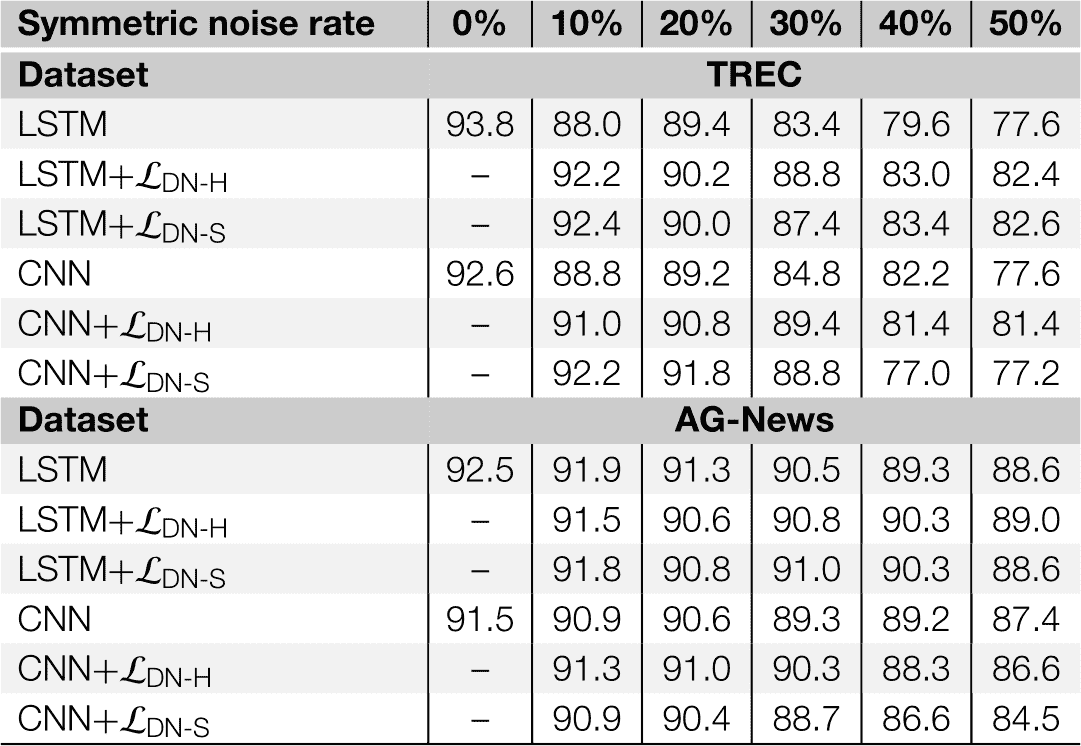 Symmetric noise rate 0% 10% 20% 30% 40% 50%
Dataset TREC
LSTM 93.8 88.0 89.4 83.4 79.6 77.6
LSTM+ℒDN-H – 92.2 90.2 88.8 83.0 82.4
LSTM+ℒDN-S – 92.4 90.0 87.4 83.4 82.6
CNN 92.6 88.8 89.2 84.8 82.2 77.6
CNN+ℒDN-H – 91.0 90.8 89.4 81.4 81.4
CNN+ℒDN-S – 92.2 91.8 88.8 77.0 77.2
Dataset AG-News
LSTM 92.5 91.9 91.3 90.5 89.3 88.6
LSTM+ℒDN-H – 91.5 90.6 90.8 90.3 89.0
LSTM+ℒDN-S – 91.8 90.8 91.0 90.3 88.6
CNN 91.5 90.9 90.6 89.3 89.2 87.4
CNN+ℒDN-H – 91.3 91.0 90.3 88.3 86.6
CNN+ℒDN-S – 90.9 90.4 88.7 86.6 84.5